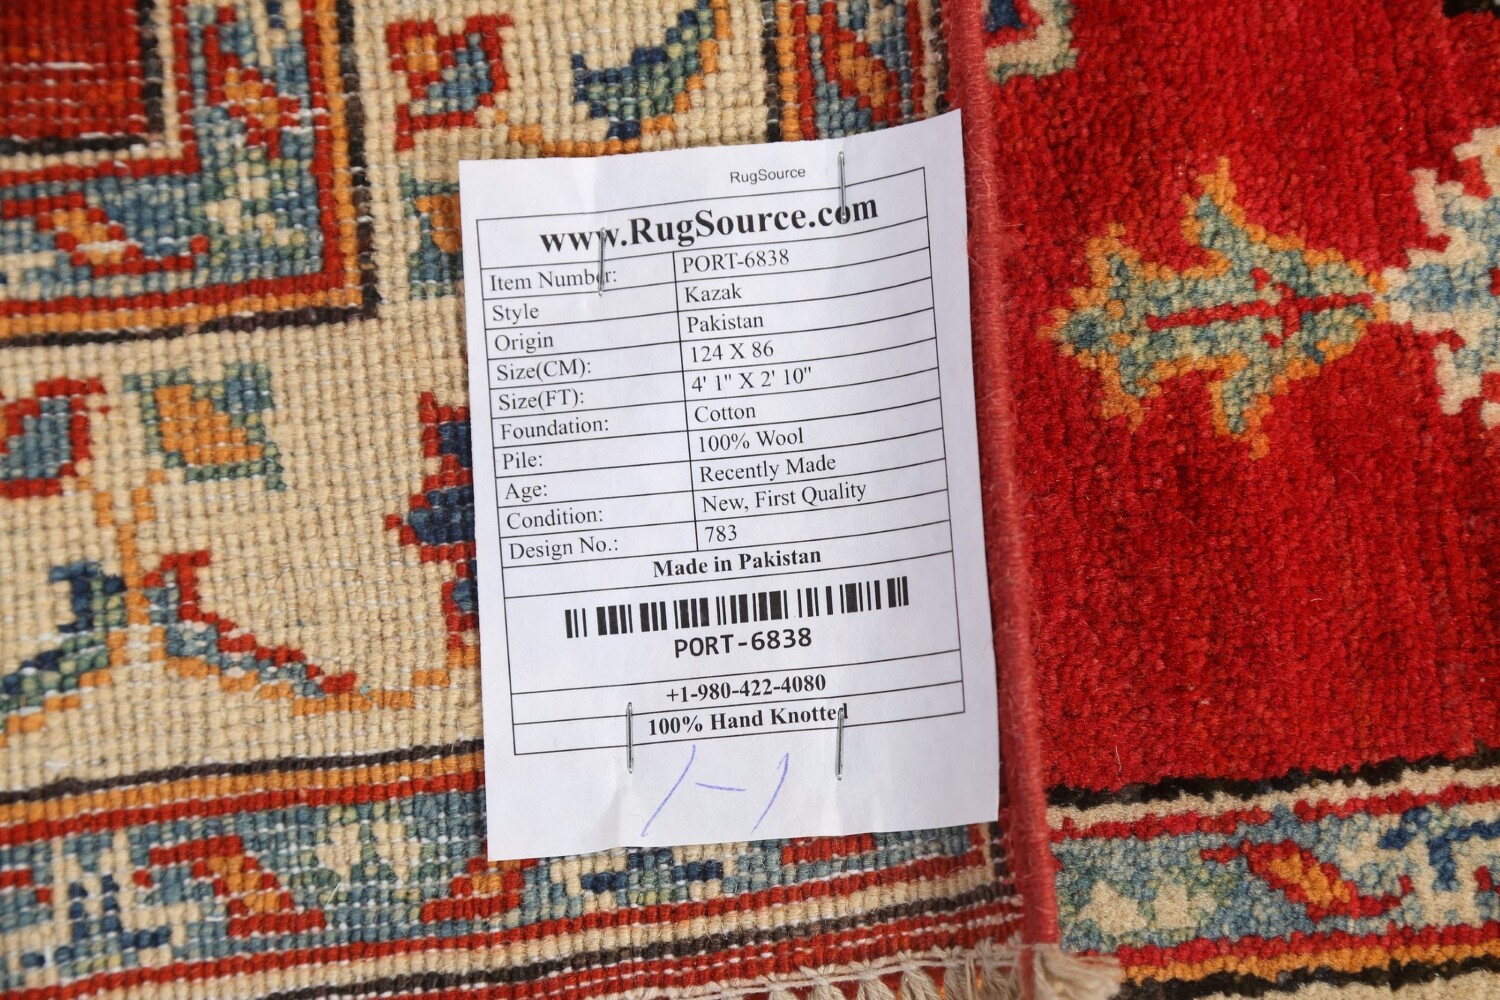 RugSource
www.RugSource.com
Item Number: PORT-6838
Style Kazak
Origin Pakistan
Size(CM): 124 X 86
Size(FT): 4' 1" X 2' 10"
Foundation: Cotton
Pile: 100% Wool
Age: Recently Made
Condition: New, First Quality
Design No.: 783
Made in Pakistan
PORT-6838
+1-980-422-4080
100% Hand Knotted
1-1